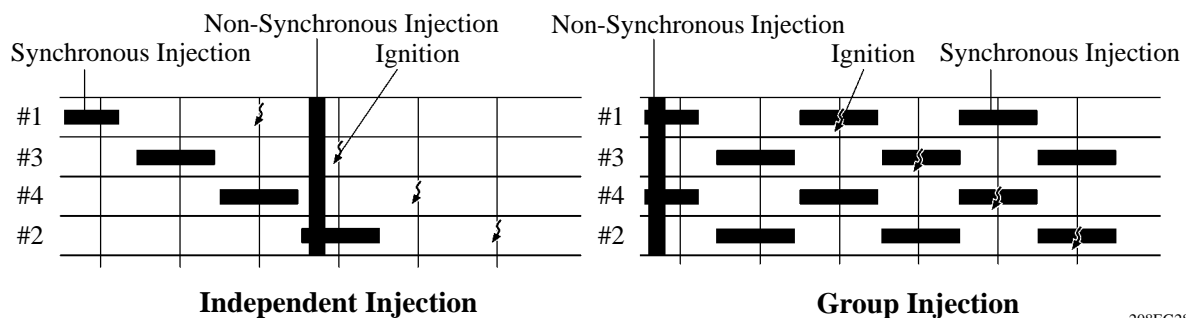 Non-Synchronous Injection
Synchronous Injection
Ignition
#1
#3
#4
#2
Independent Injection
Non-Synchronous Injection
Ignition
Synchronous Injection
#1
#3
#4
#2
Group Injection